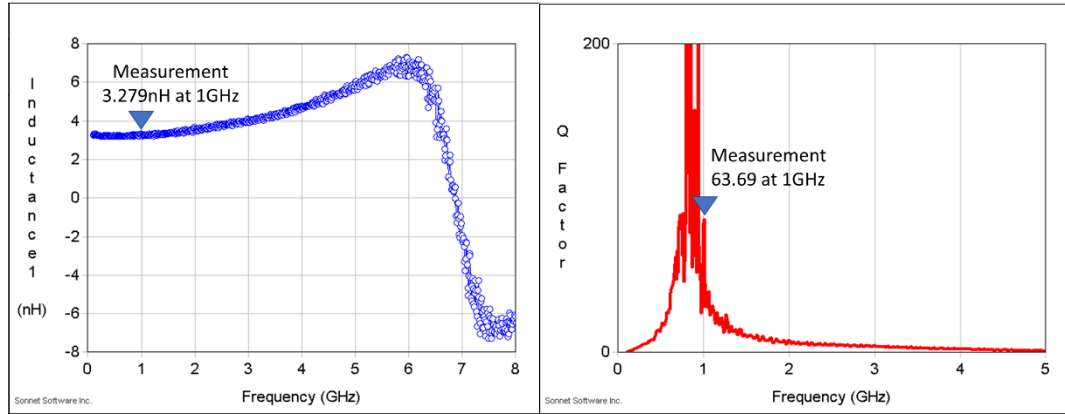 8
6
4
2
0
-2
-4
-6
-8
Inductance1
(nH)
Measurement
3.279nH at 1GHz
0 1 2 3 4 5 6 7 8
Frequency (GHz)
Sonnet Software Inc.
200
0
Q Factor
Measurement
63.69 at 1GHz
0 1 2 3 4 5
Frequency (GHz)
Sonnet Software Inc.